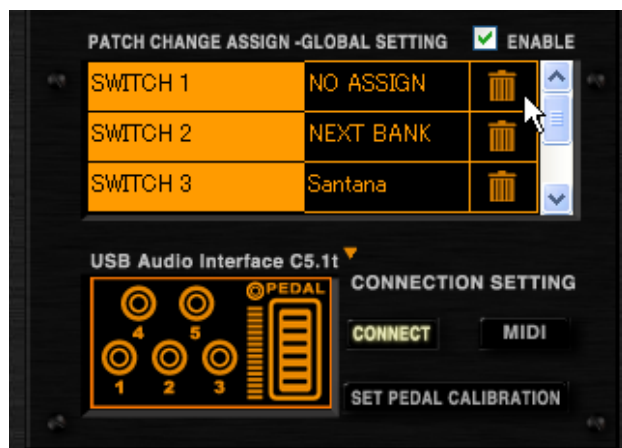 PATCH CHANGE ASSIGN -GLOBAL SETTING ENABLE
SWITCH 1 NO ASSIGN
SWITCH 2 NEXT BANK
SWITCH 3 Santana
USB Audio Interface C5.1t
CONNECTION SETTING
PEDAL
4 5
1 2 3
CONNECT MIDI
SET PEDAL CALIBRATION